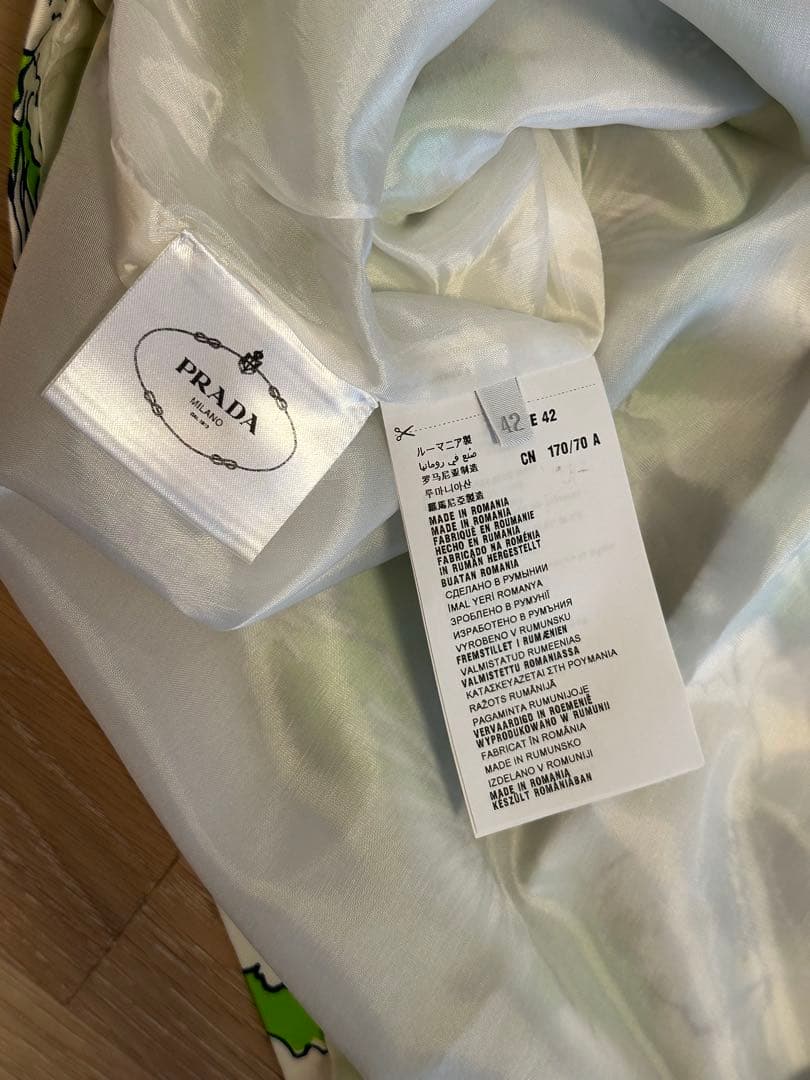 PRADA
MILANO
42
E 42
CN 170/70 A
ルーマニア製
صنع في رومانيا
罗马尼亚制造
루마니아산
羅馬尼亞製造
MADE IN ROMANIA
MADE IN ROMANIA
FABRIQUÉ EN ROUMANIE
HECHO EN RUMANIA
FABRICADO NA ROMÉNIA
IN RUMÄN HERGESTELLT
BUATAN ROMANIA
СДЕЛАНО В РУМЫНИИ
İMAL YERİ ROMANYA
ЗРОБЛЕНО В РУМУНІЇ
ИЗРАБОТЕНО В РУМЪНИЯ
VYROBENO V RUMUNSKU
FREMSTILLET I RUMÆNIEN
VALMISTATUD RUMEENIAS
VALMISTETTU ROMANIASSA
ΚΑΤΑΣΚΕΥΑΖΕΤΑΙ ΣΤΗ ΡΟΥΜΑΝΙΑ
RAŽOTS RUMĀNIJĀ
PAGAMINTA RUMUNIJOJE
VERVAARDIGD IN ROEMENIË
WYPRODUKOWANO W RUMUNII
FABRICAT ÎN ROMÂNIA
MADE IN RUMUNSKO
IZDELANO V ROMUNIJI
MADE IN ROMANIA
KÉSZÜLT ROMÁNIÁBAN